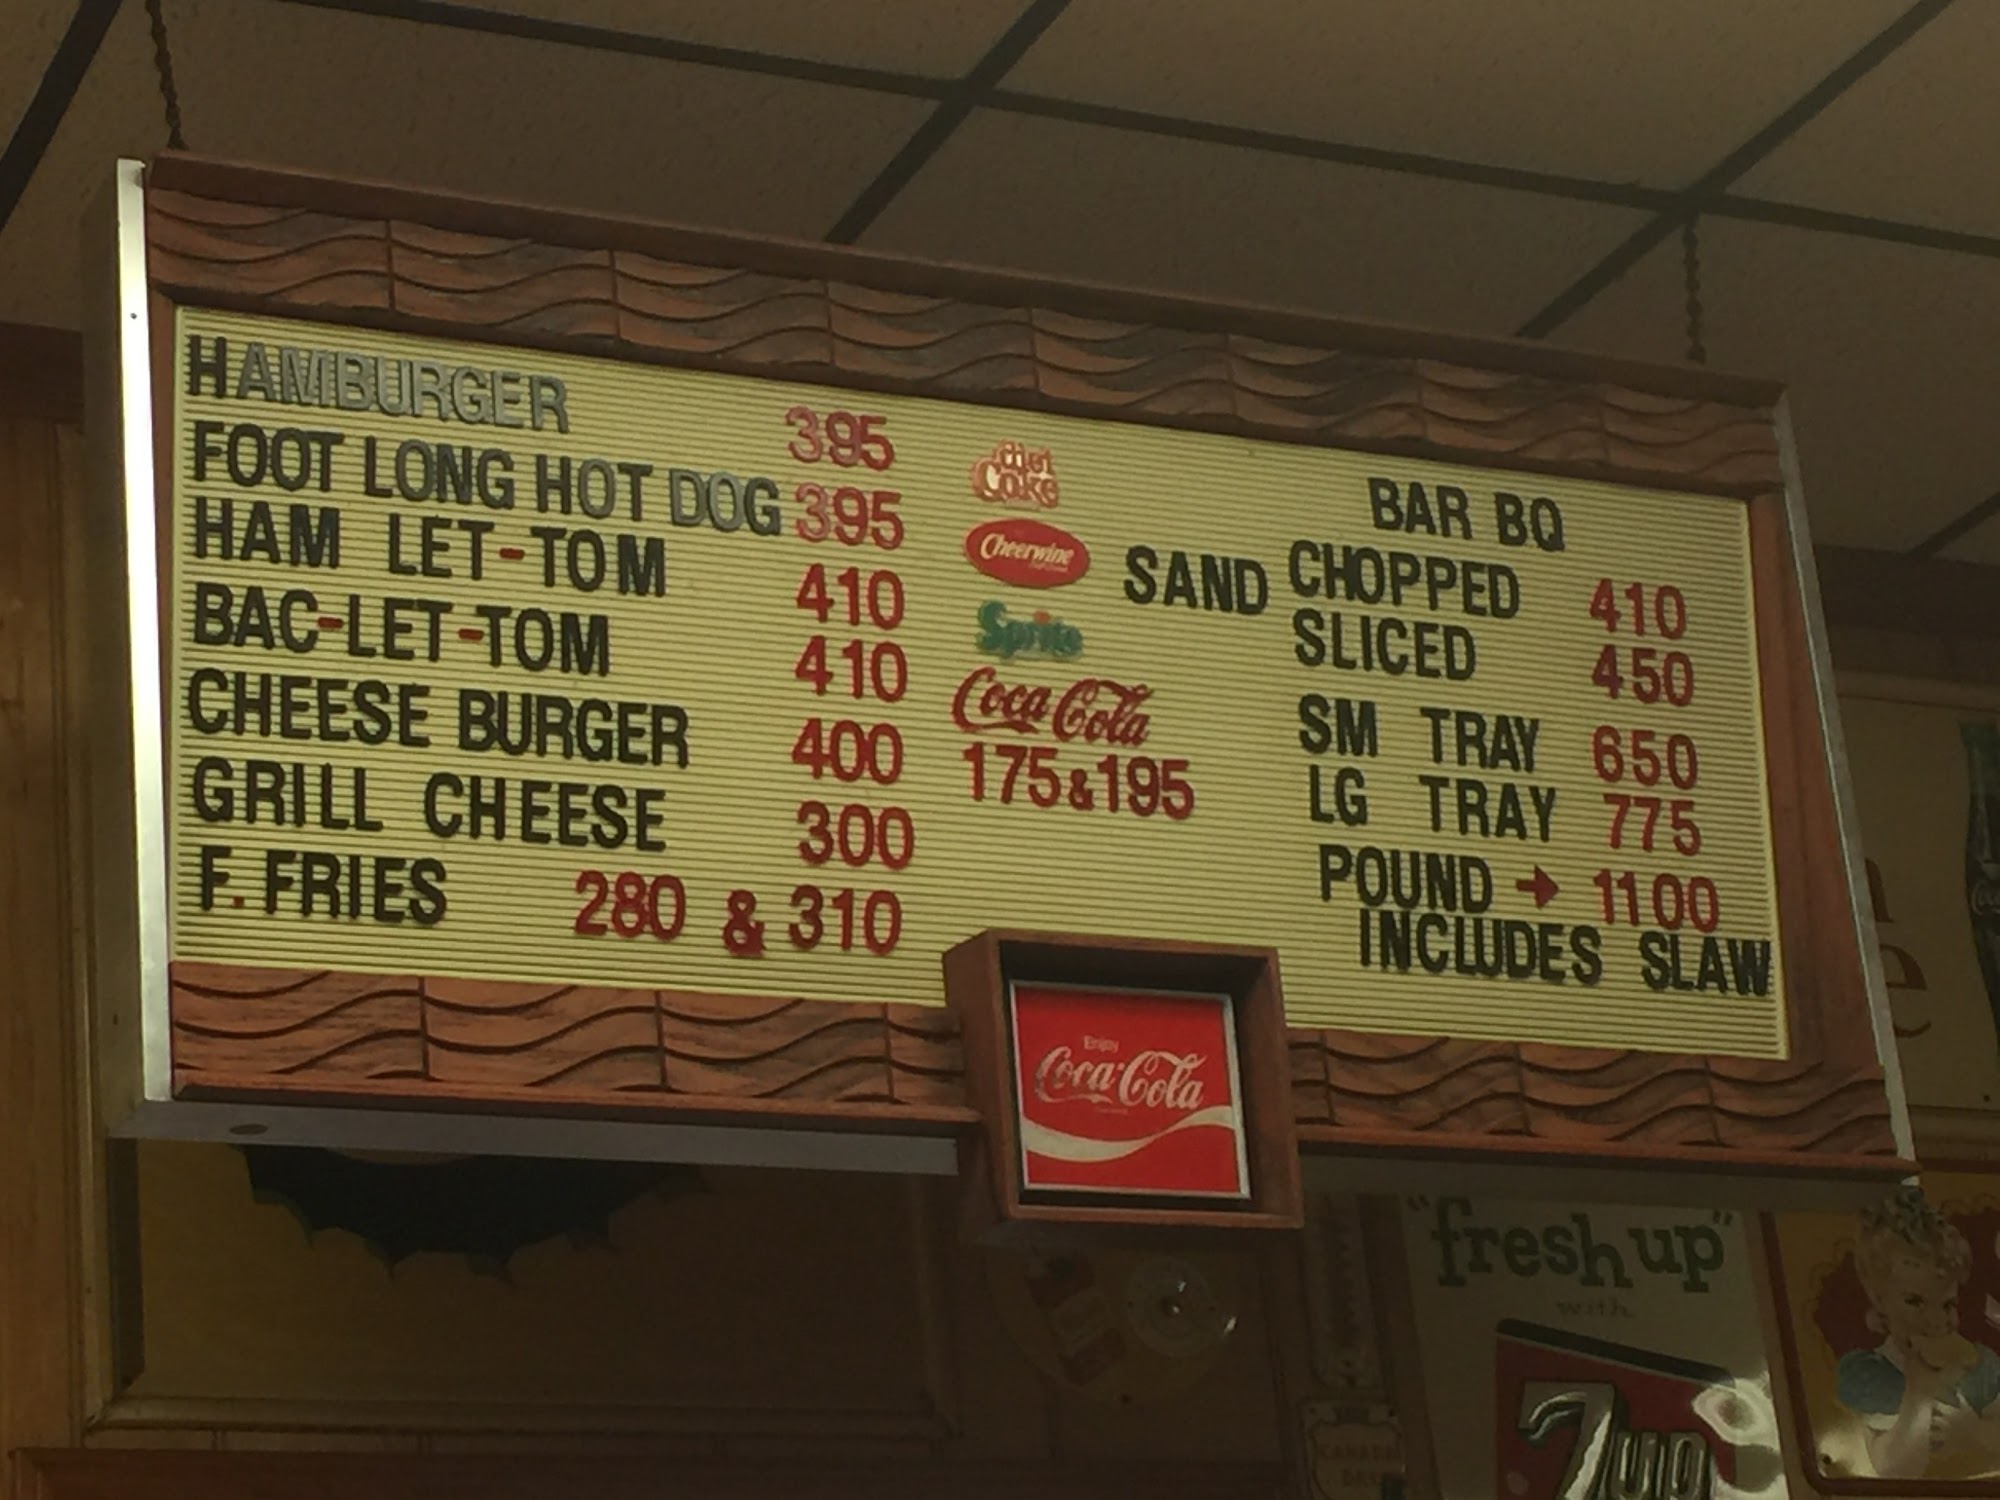 HAMBURGER 395
FOOT LONG HOT DOG 395
HAM LET-TOM 410
BAC-LET-TOM 410
CHEESE BURGER 400
GRILL CHEESE 300
F. FRIES 280 & 310
diet
Coke
Cheerwine
Sprite
Coca-Cola
175 & 195
BAR BQ
SAND CHOPPED 410
SLICED 450
SM TRAY 650
LG TRAY 775
POUND → 1100
INCLUDES SLAW
Enjoy
Coca-Cola
"fresh up"
with
7up